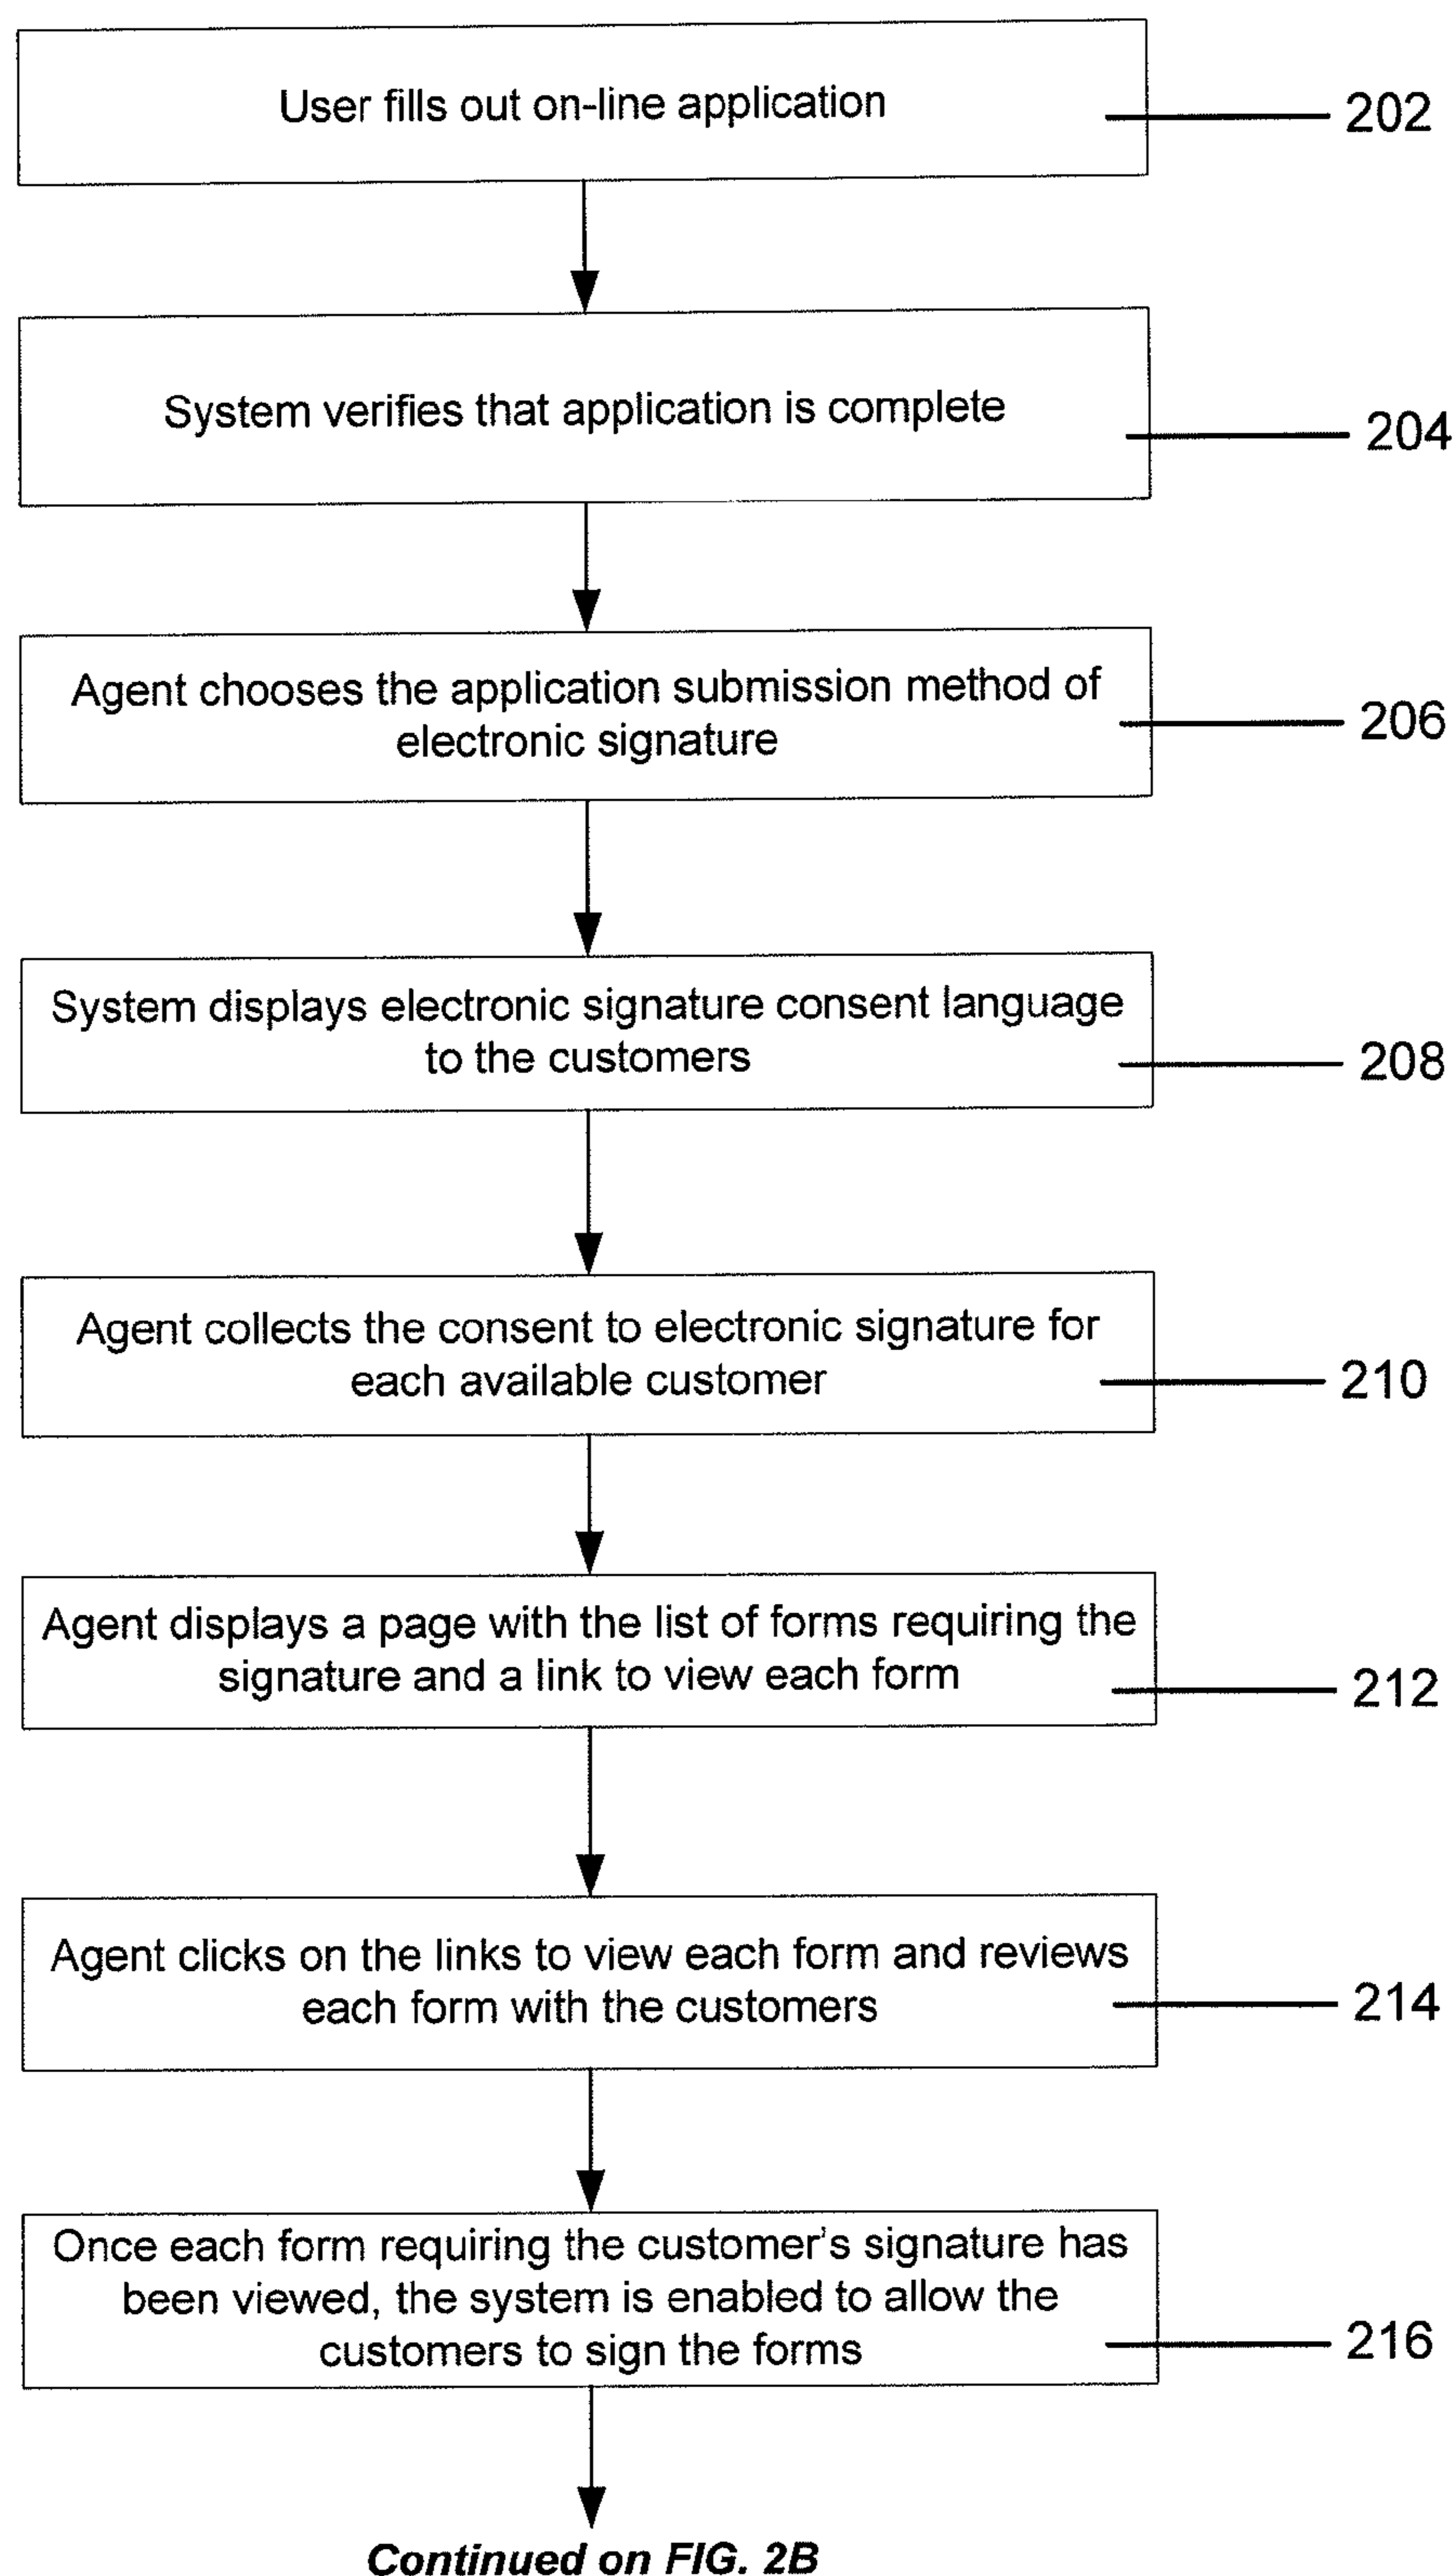 User fills out on-line application
202
System verifies that application is complete
204
Agent chooses the application submission method of
electronic signature
206
System displays electronic signature consent language
to the customers
208
Agent collects the consent to electronic signature for
each available customer
210
Agent displays a page with the list of forms requiring the
signature and a link to view each form
212
Agent clicks on the links to view each form and reviews
each form with the customers
214
Once each form requiring the customer's signature has
been viewed, the system is enabled to allow the
customers to sign the forms
216
Continued on FIG. 2B